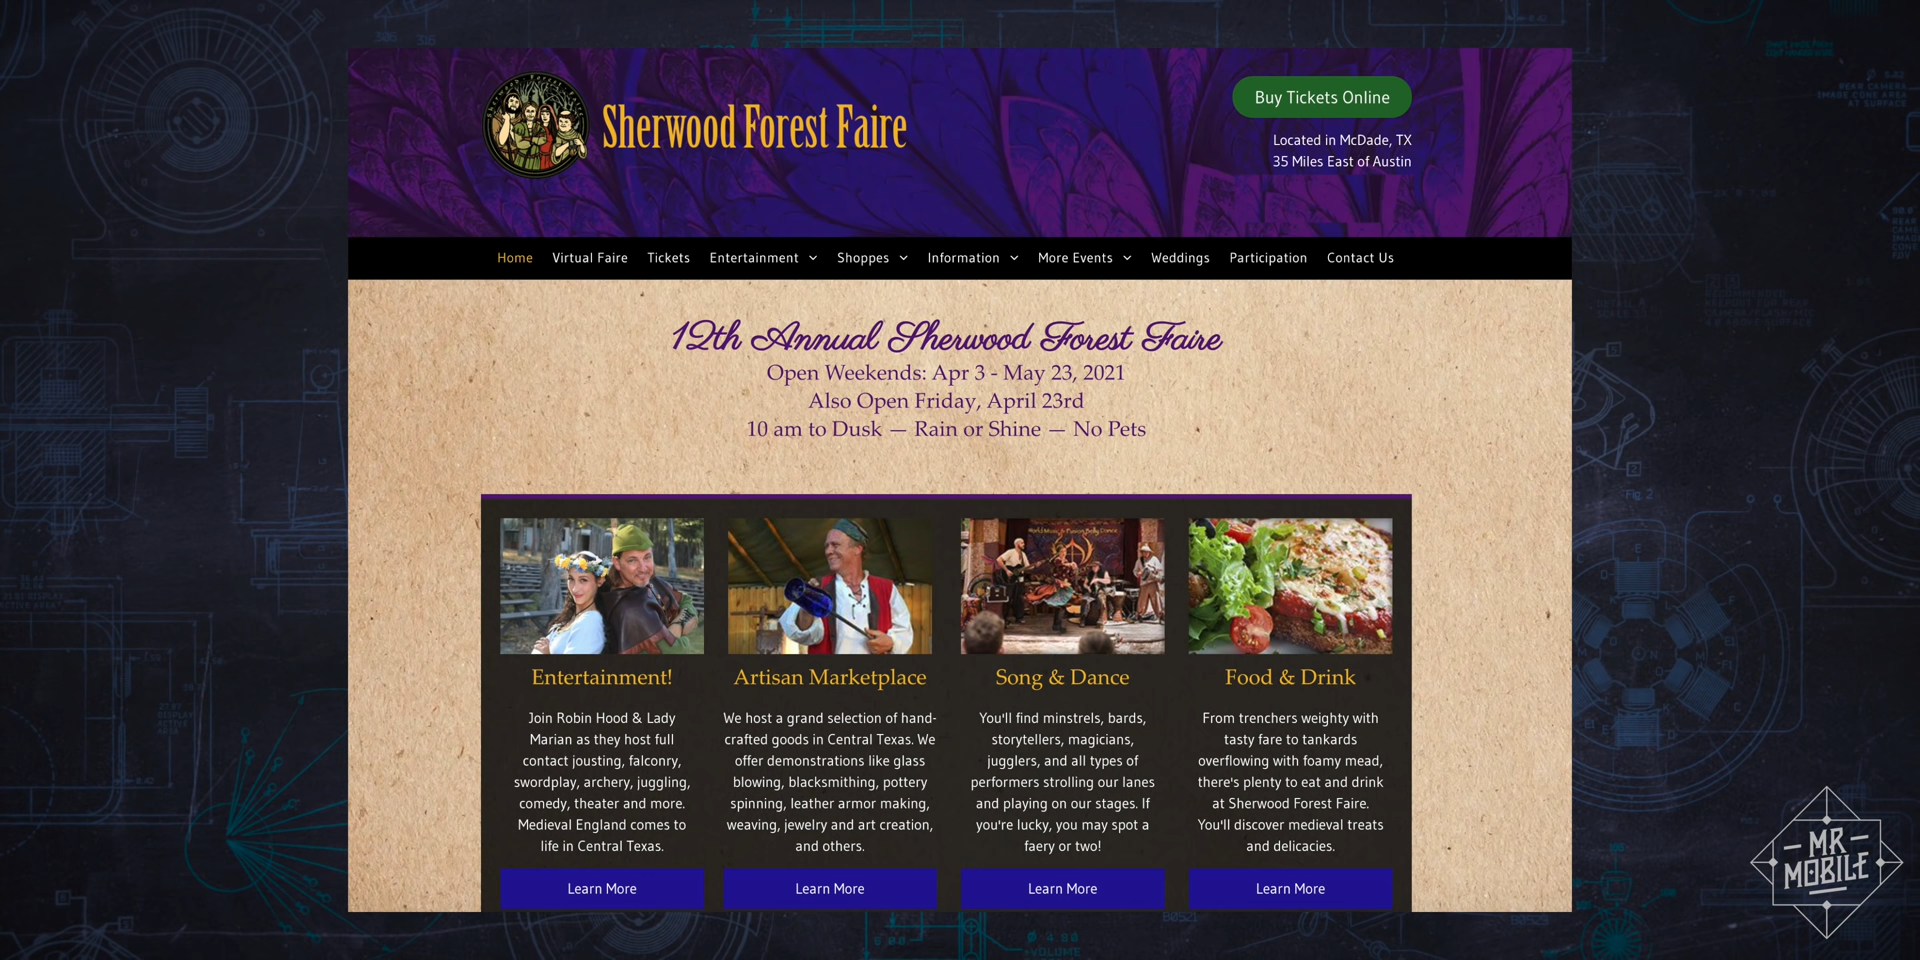 Sherwood Forest Faire
Buy Tickets Online
Located in McDade, TX
35 Miles East of Austin
Home Virtual Faire Tickets Entertainment Shoppes Information More Events Weddings Participation Contact Us
12th Annual Sherwood Forest Faire
Open Weekends: Apr 3 - May 23, 2021
Also Open Friday, April 23rd
10 am to Dusk — Rain or Shine — No Pets
Entertainment!
Join Robin Hood & Lady
Marian as they host full
contact jousting, falconry,
swordplay, archery, juggling,
comedy, theater and more.
Medieval England comes to
life in Central Texas.
Learn More
Artisan Marketplace
We host a grand selection of hand-
crafted goods in Central Texas. We
offer demonstrations like glass
blowing, blacksmithing, pottery
spinning, leather armor making,
weaving, jewelry and art creation,
and others.
Learn More
Song & Dance
You'll find minstrels, bards,
storytellers, magicians,
jugglers, and all types of
performers strolling our lanes
and playing on our stages. If
you're lucky, you may spot a
faery or two!
Learn More
Food & Drink
From trenchers weighty with
tasty fare to tankards
overflowing with foamy mead,
there's plenty to eat and drink
at Sherwood Forest Faire.
You'll discover medieval treats
and delicacies.
Learn More
MR
MOBILE
Fig 2